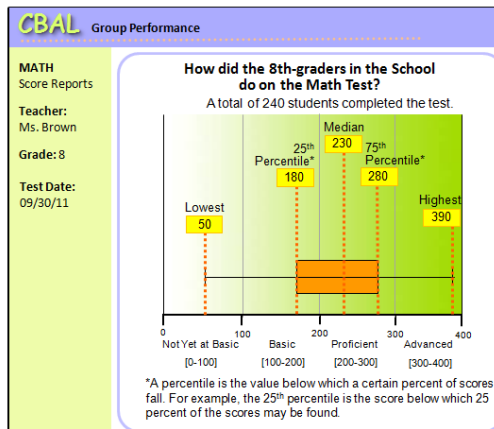 CBAL Group Performance
MATH
Score Reports
Teacher:
Ms. Brown
Grade: 8
Test Date:
09/30/11
How did the 8th-graders in the School
do on the Math Test?
A total of 240 students completed the test.
Median
230
25th
Percentile*
180
75th
Percentile*
280
Highest
390
Lowest
50
0 100 200 300 400
Not Yet at Basic Basic Proficient Advanced
[0-100] [100-200] [200-300] [300-400]
*A percentile is the value below which a certain percent of scores
fall. For example, the 25th percentile is the score below which 25
percent of the scores may be found.